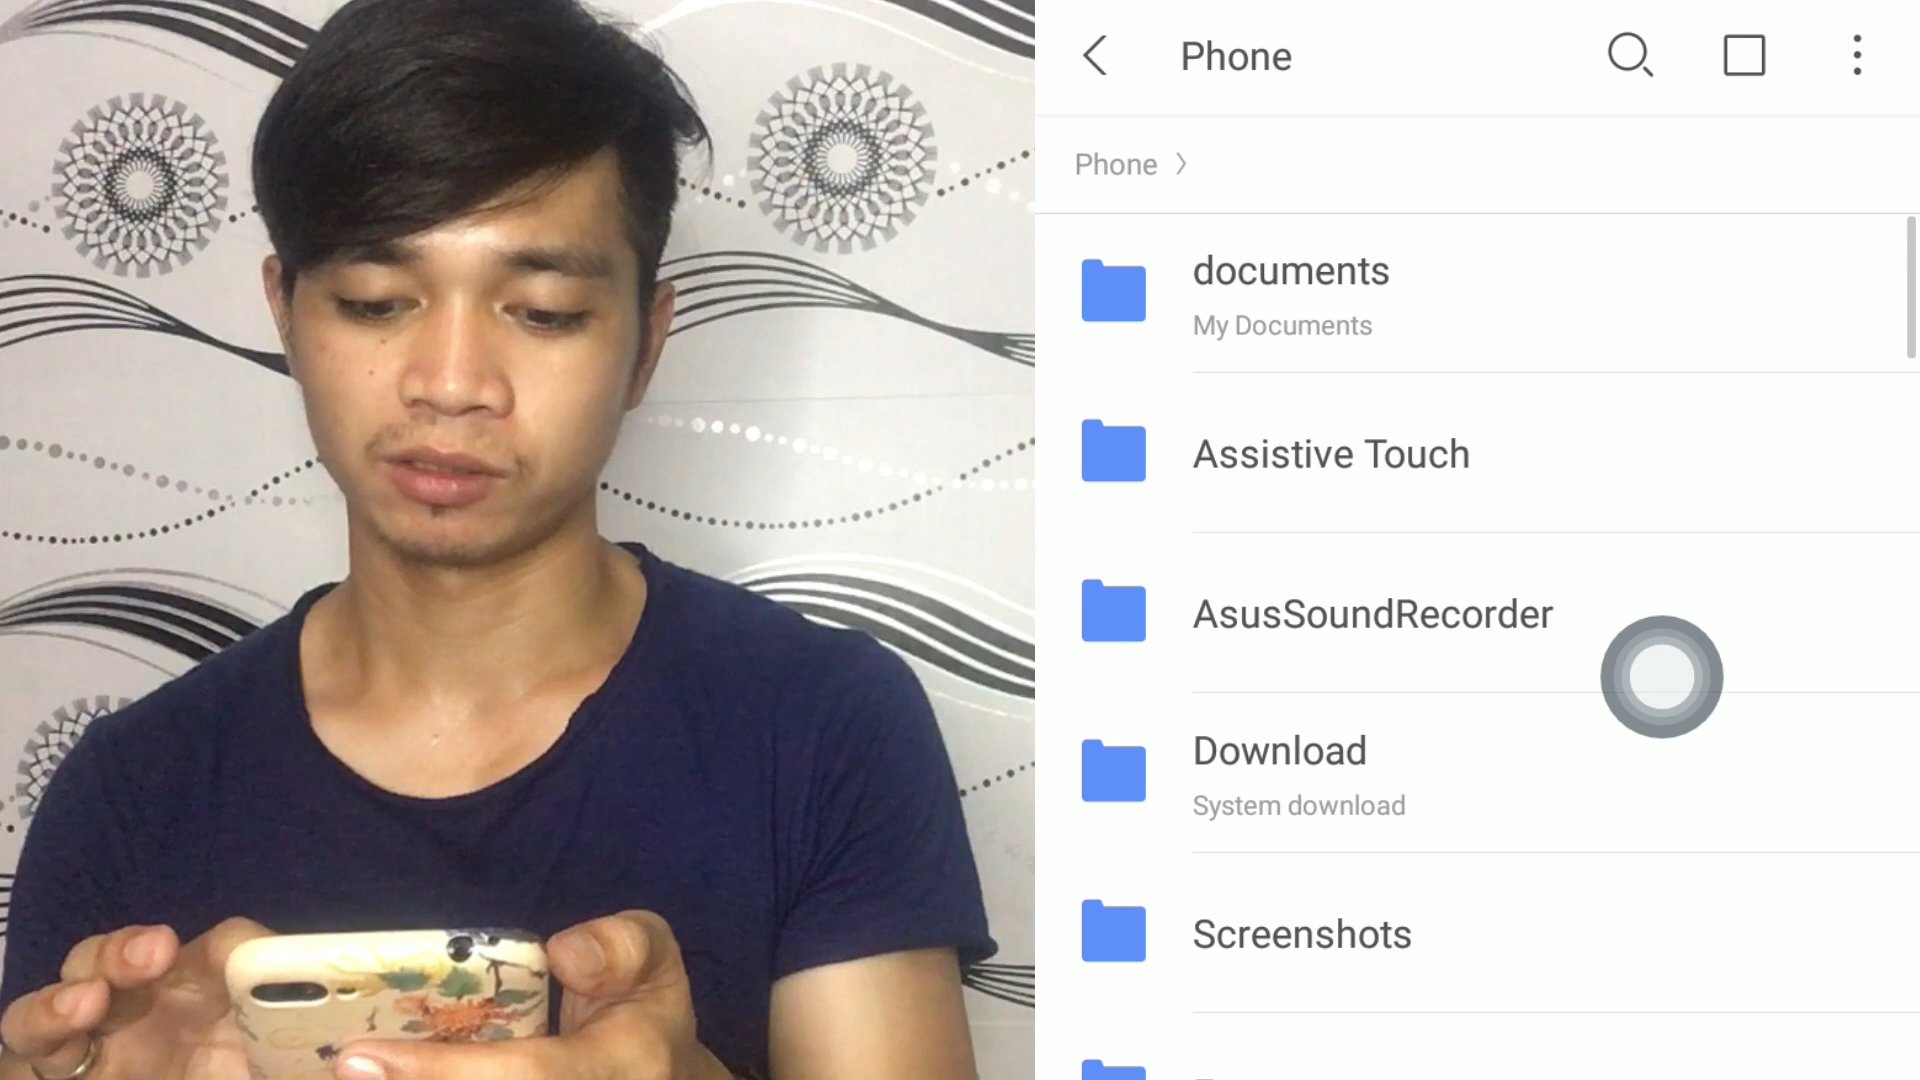 Phone
Phone
documents
My Documents
Assistive Touch
AsusSoundRecorder
Download
System download
Screenshots